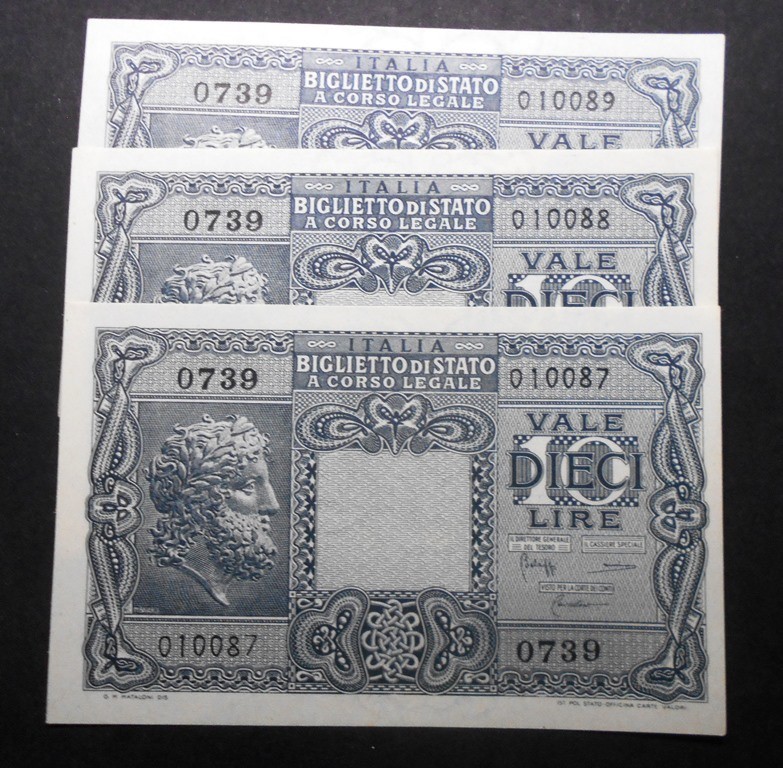 ITALIA
BIGLIETTO DI STATO
A CORSO LEGALE
0739
010089
VALE
ITALIA
BIGLIETTO DI STATO
A CORSO LEGALE
0739
010088
VALE
10
DIECI
ITALIA
BIGLIETTO DI STATO
A CORSO LEGALE
0739
010087
VALE
10
DIECI
LIRE
IL DIRETTORE GENERALE
DEL TESORO
IL CASSIERE SPECIALE
VISTO PER LA CORTE DEI CONTI
010087
0739
G. M. MATALONI DIS.
IST. POL. STATO-OFFICINA CARTE VALORI